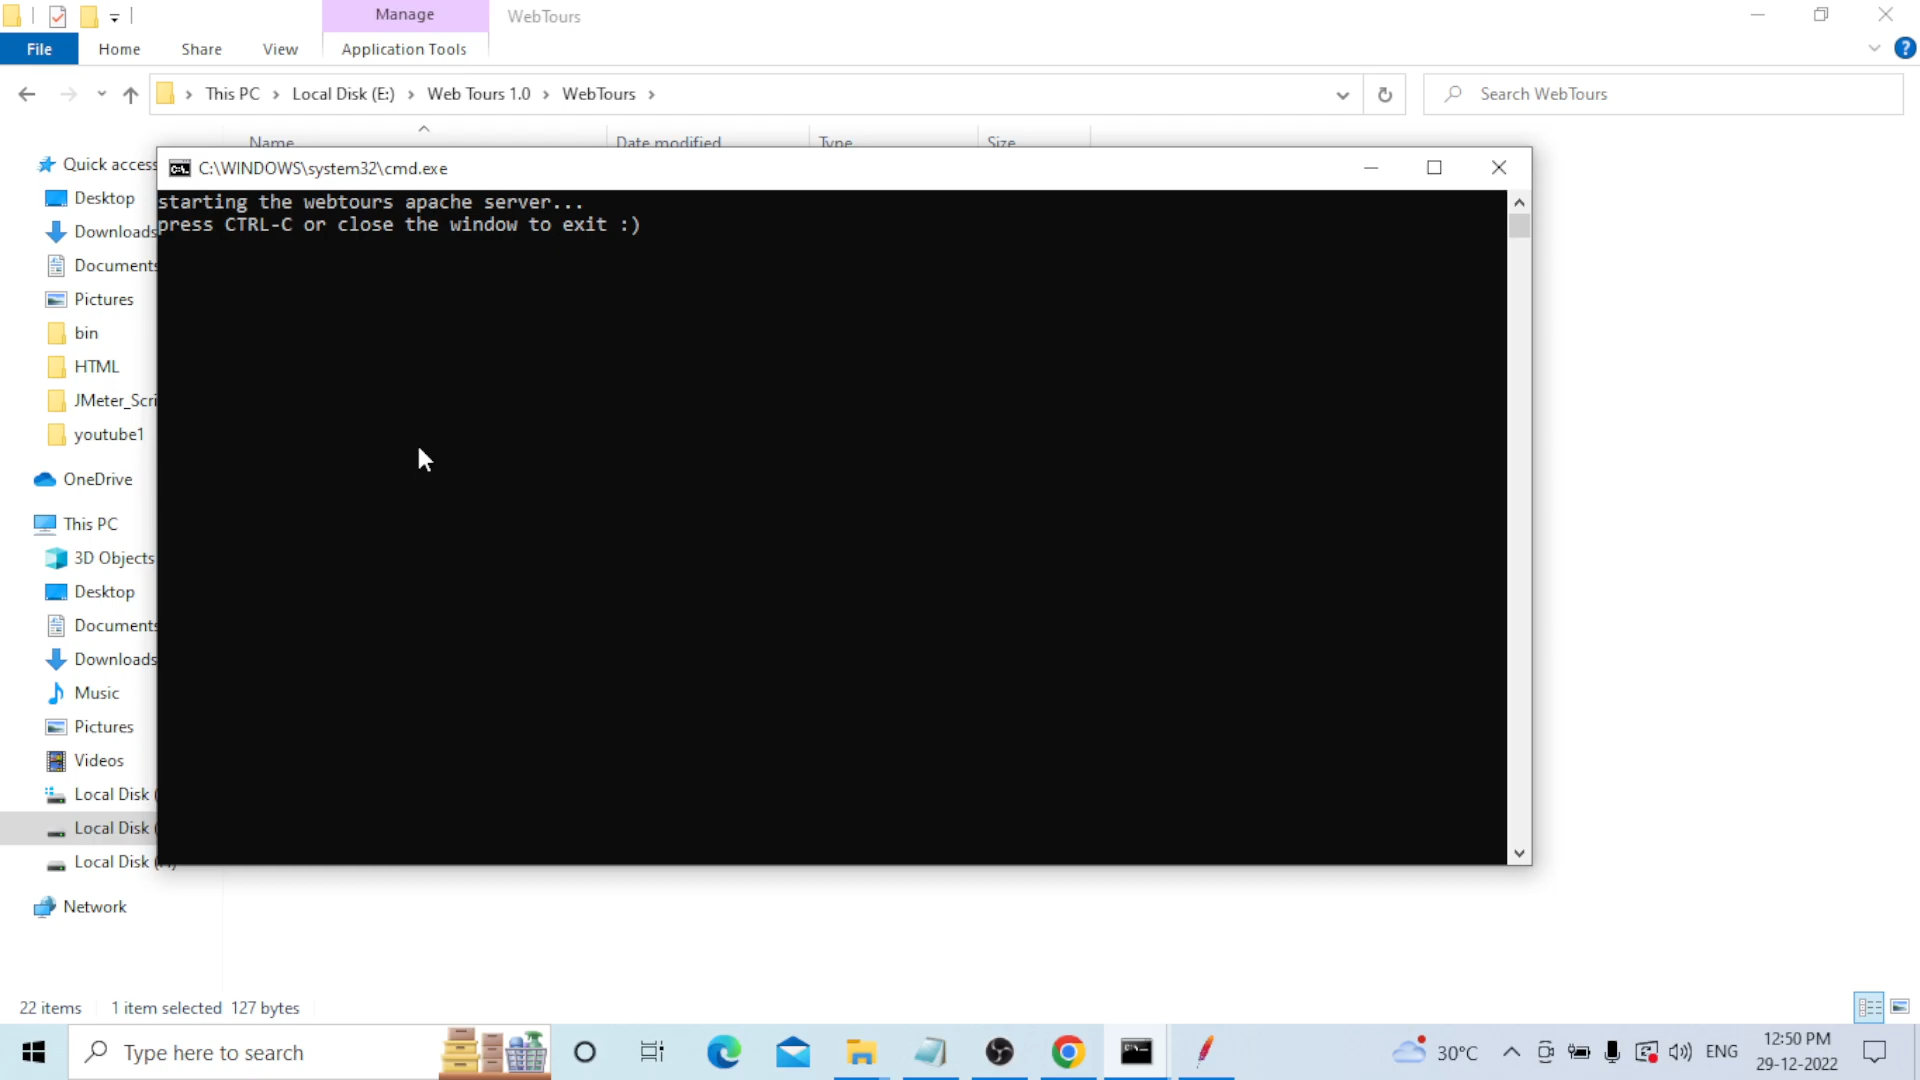 Manage
WebTours
File
Home
Share
View
Application Tools
This PC
Local Disk (E:)
Web Tours 1.0
WebTours
Search WebTours
Name
Date modified
Type
Size
C:\WINDOWS\system32\cmd.exe
starting the webtours apache server...
press CTRL-C or close the window to exit :)
Quick access
Desktop
Downloads
Documents
Pictures
bin
HTML
JMeter_Scri
youtube1
OneDrive
This PC
3D Objects
Desktop
Documents
Downloads
Music
Pictures
Videos
Local Disk (
Local Disk (
Local Disk (
Network
22 items
1 item selected 127 bytes
Type here to search
30°C
ENG
12:50 PM
29-12-2022